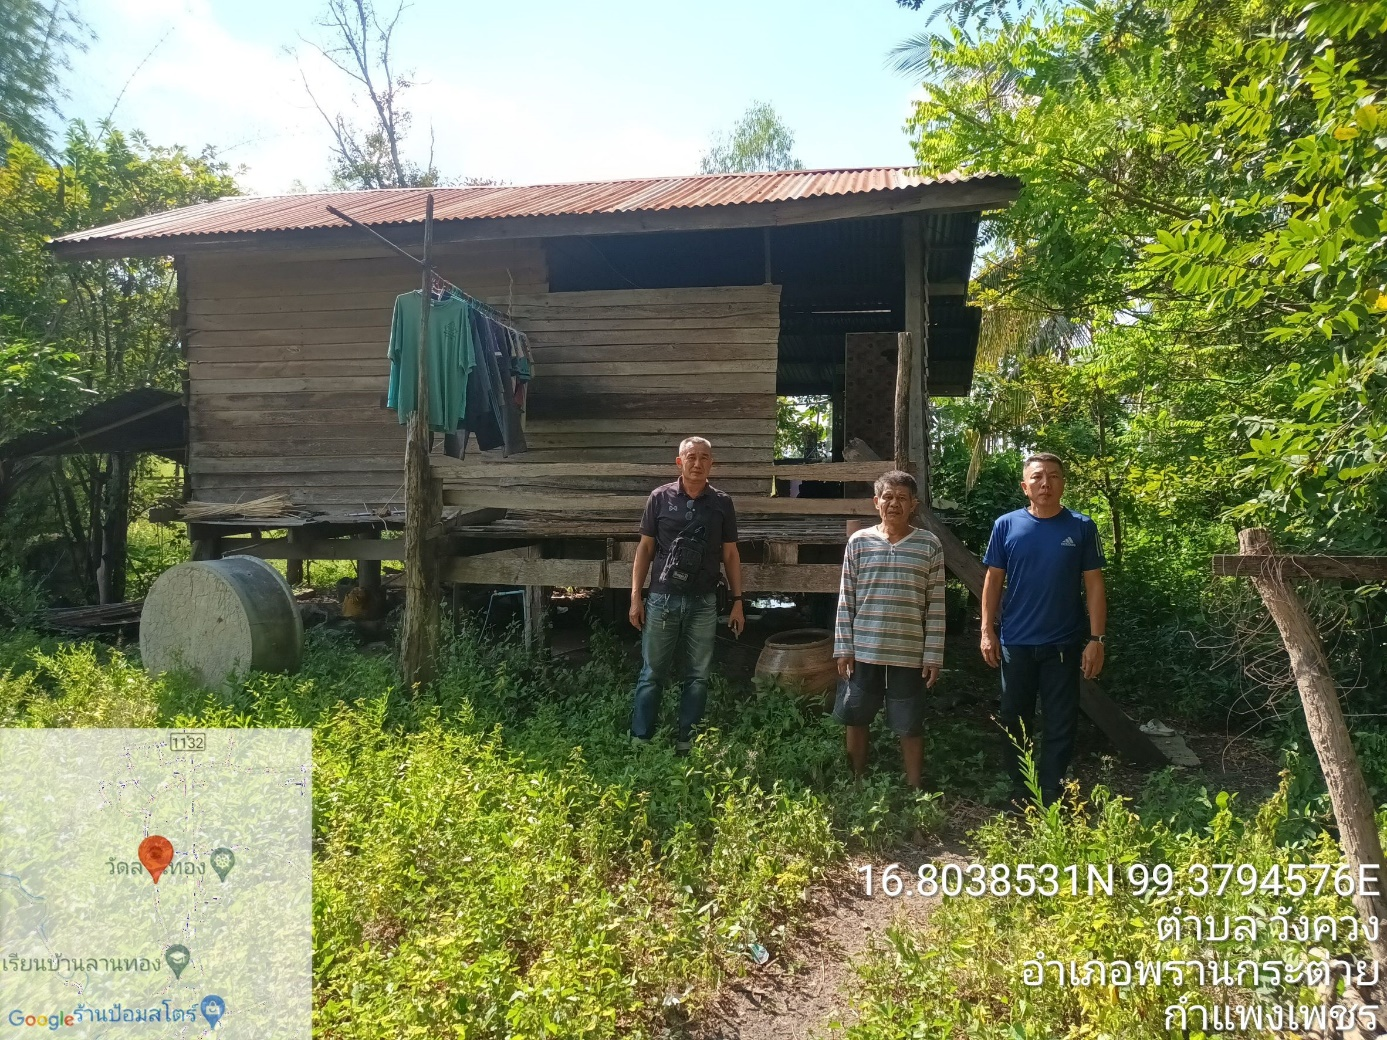 1132
เรียนบ้านลานทอง
Google
ร้านป้อมสโตร์
adidas
16.8038531N 99.3794576E
ตำบล วังควง
อำเภอพรานกระต่าย
กำแพงเพชร